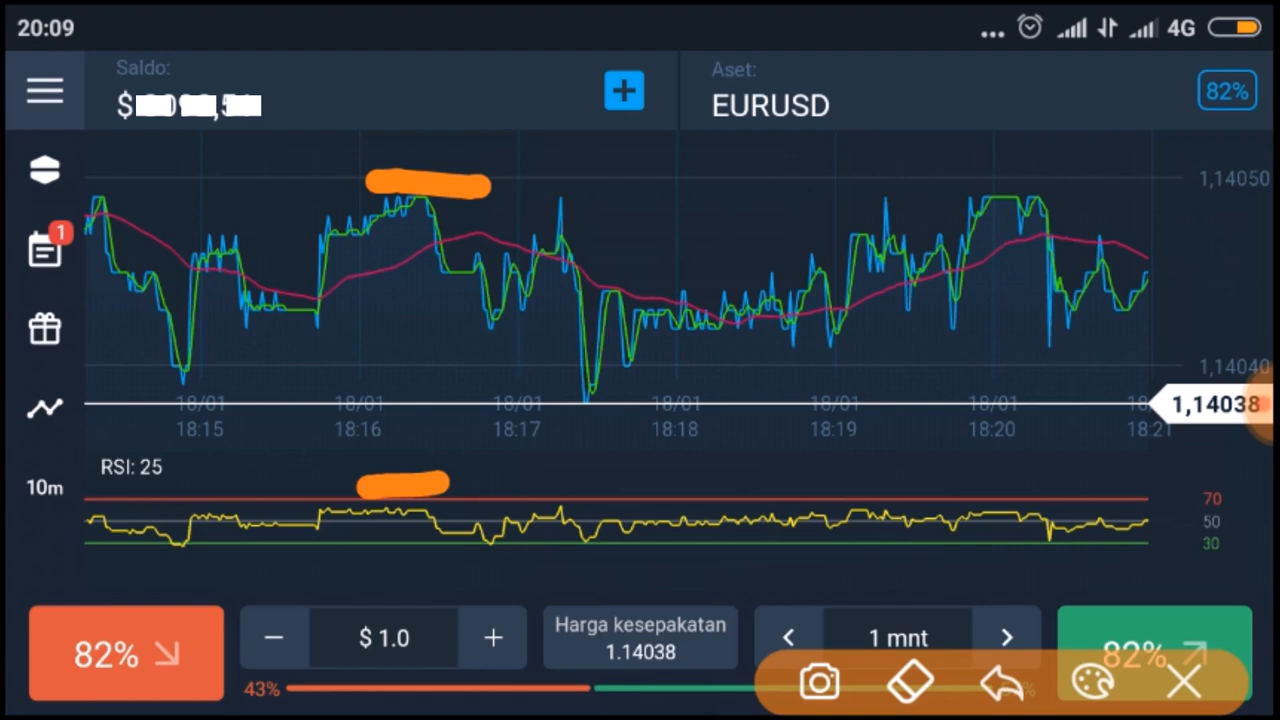 20:09
... 4G
Saldo:
$
Aset:
EURUSD
82%
1
1,14050
1,14040
1,14038
18/01 18/01 18/01 18/01 18/01 18/01
18:15 18:16 18:17 18:18 18:19 18:20 18:21
RSI: 25
10m
70
50
30
82%
$ 1.0
Harga kesepakatan
1.14038
1 mnt
82%
43%